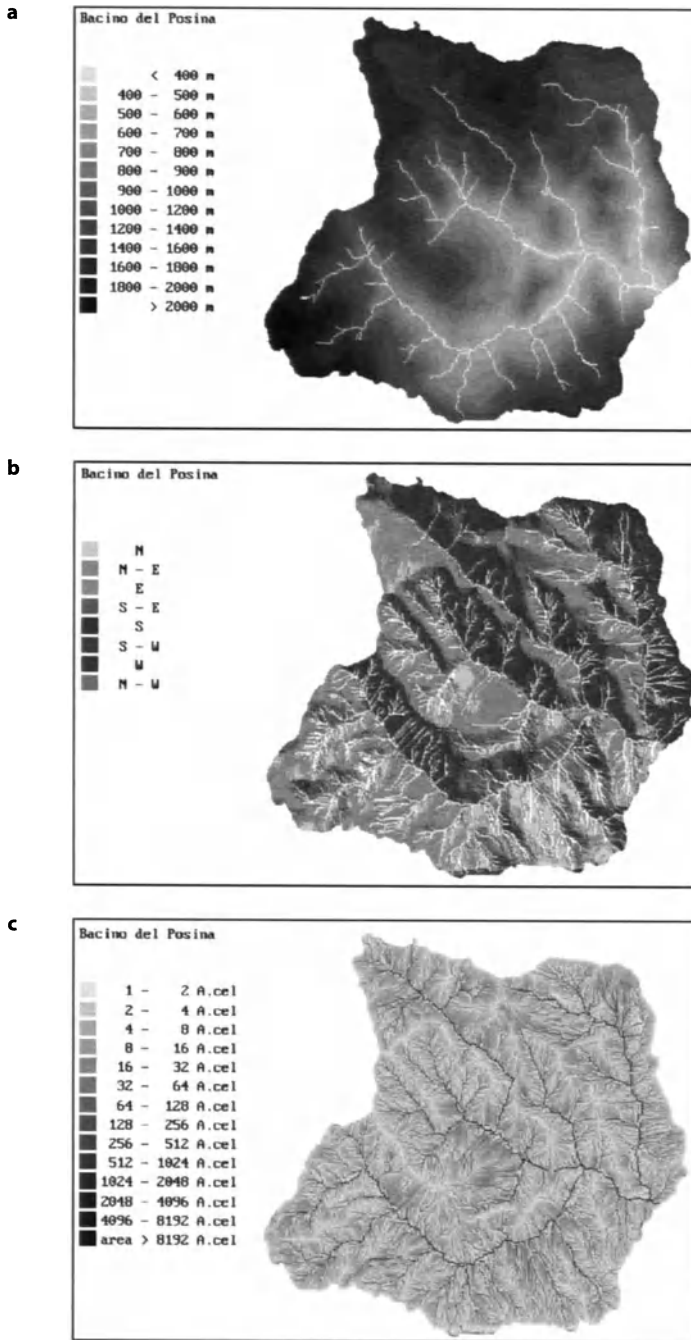 a
Bacino del Posina
< 400 m
400 - 500 m
500 - 600 m
600 - 700 m
700 - 800 m
800 - 900 m
900 - 1000 m
1000 - 1200 m
1200 - 1400 m
1400 - 1600 m
1600 - 1800 m
1800 - 2000 m
> 2000 m
b
Bacino del Posina
N
N - E
E
S - E
S
S - W
W
N - W
c
Bacino del Posina
1 - 2 A.cel
2 - 4 A.cel
4 - 8 A.cel
8 - 16 A.cel
16 - 32 A.cel
32 - 64 A.cel
64 - 128 A.cel
128 - 256 A.cel
256 - 512 A.cel
512 - 1024 A.cel
1024 - 2048 A.cel
2048 - 4096 A.cel
4096 - 8192 A.cel
area > 8192 A.cel